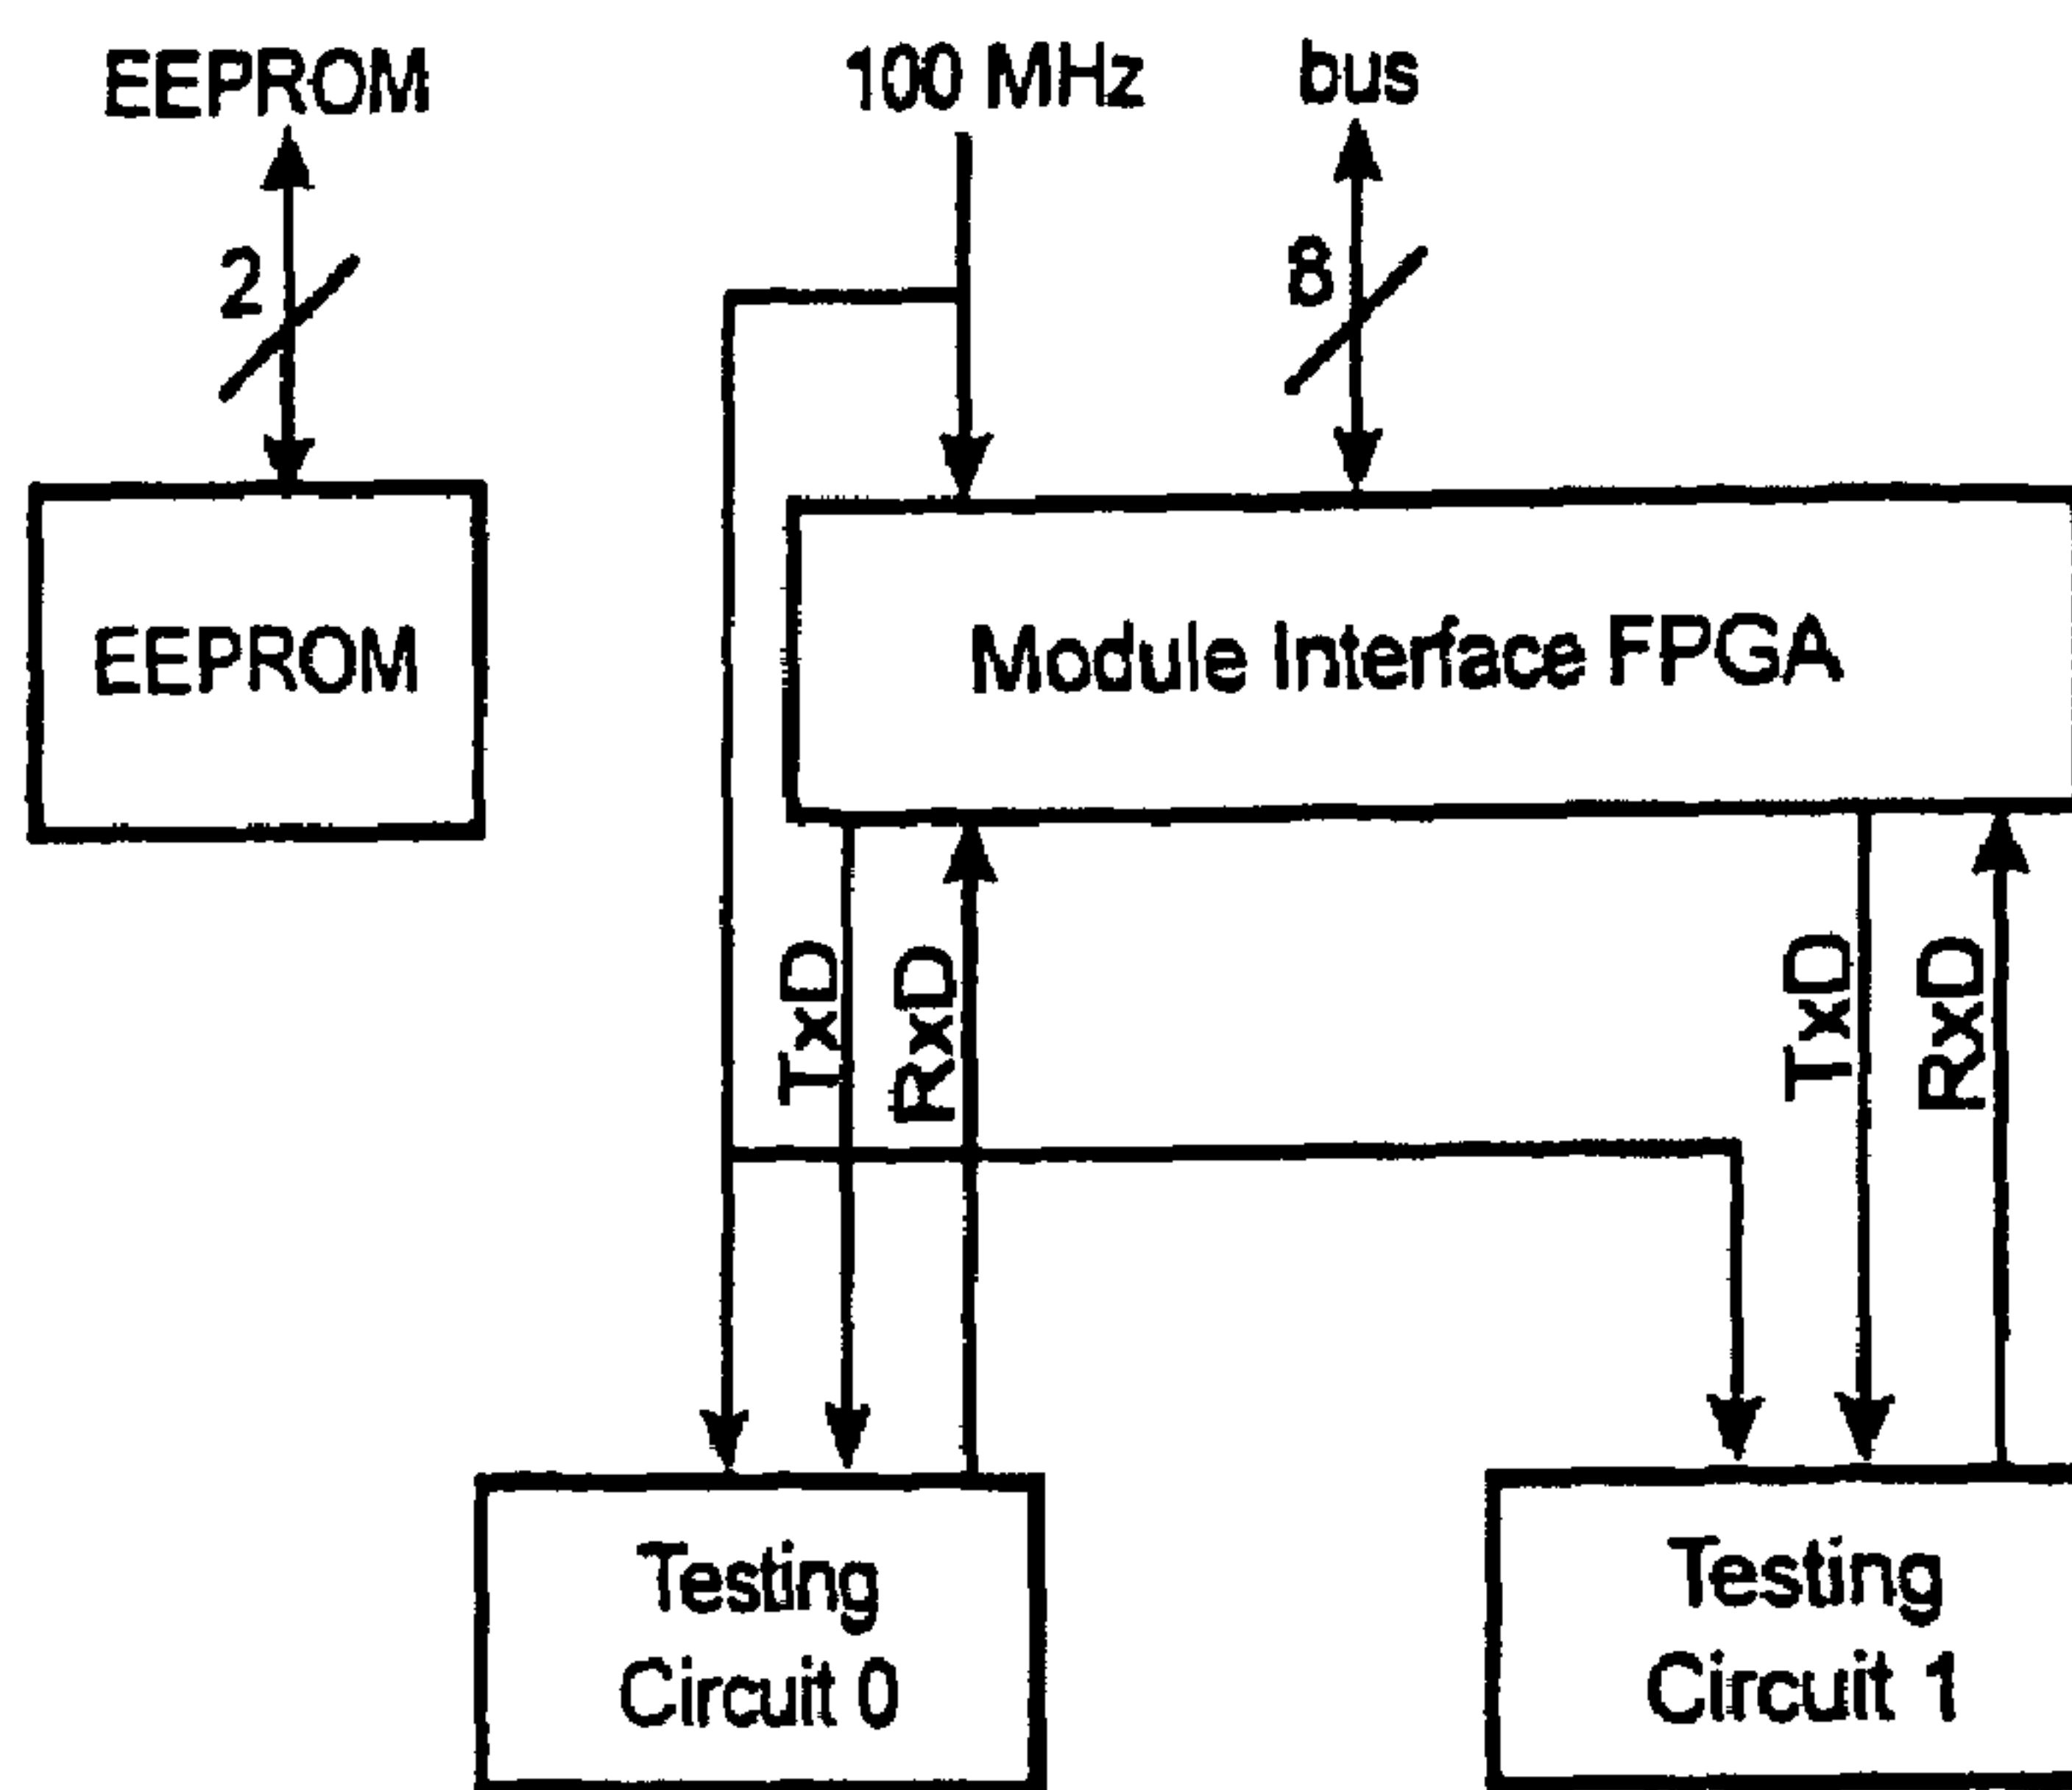 EEPROM
100 MHz
bus
2
8
EEPROM
Module Interface FPGA
TxD
RxD
TxD
RxD
Testing
Circuit 0
Testing
Circuit 1